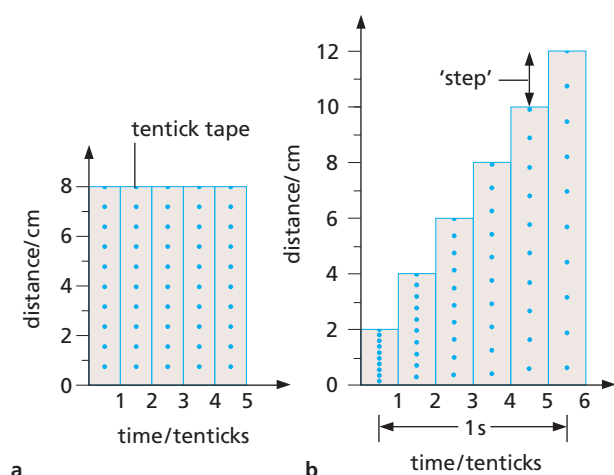 tentick tape
distance/cm
8
6
4
2
0
1 2 3 4 5
time/tenticks
a
'step'
distance/cm
12
10
8
6
4
2
0
1 2 3 4 5 6
1 s
time/tenticks
b